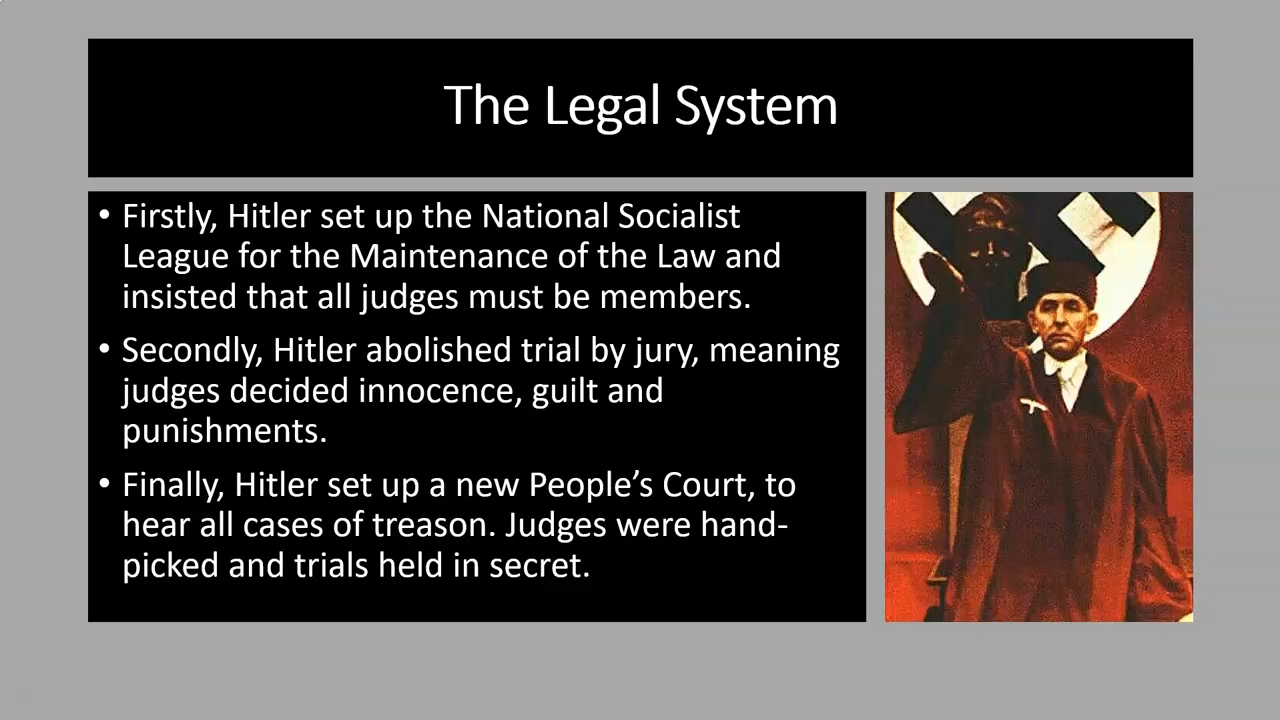 The Legal System
• Firstly, Hitler set up the National Socialist
League for the Maintenance of the Law and
insisted that all judges must be members.
• Secondly, Hitler abolished trial by jury, meaning
judges decided innocence, guilt and
punishments.
• Finally, Hitler set up a new People’s Court, to
hear all cases of treason. Judges were hand-
picked and trials held in secret.